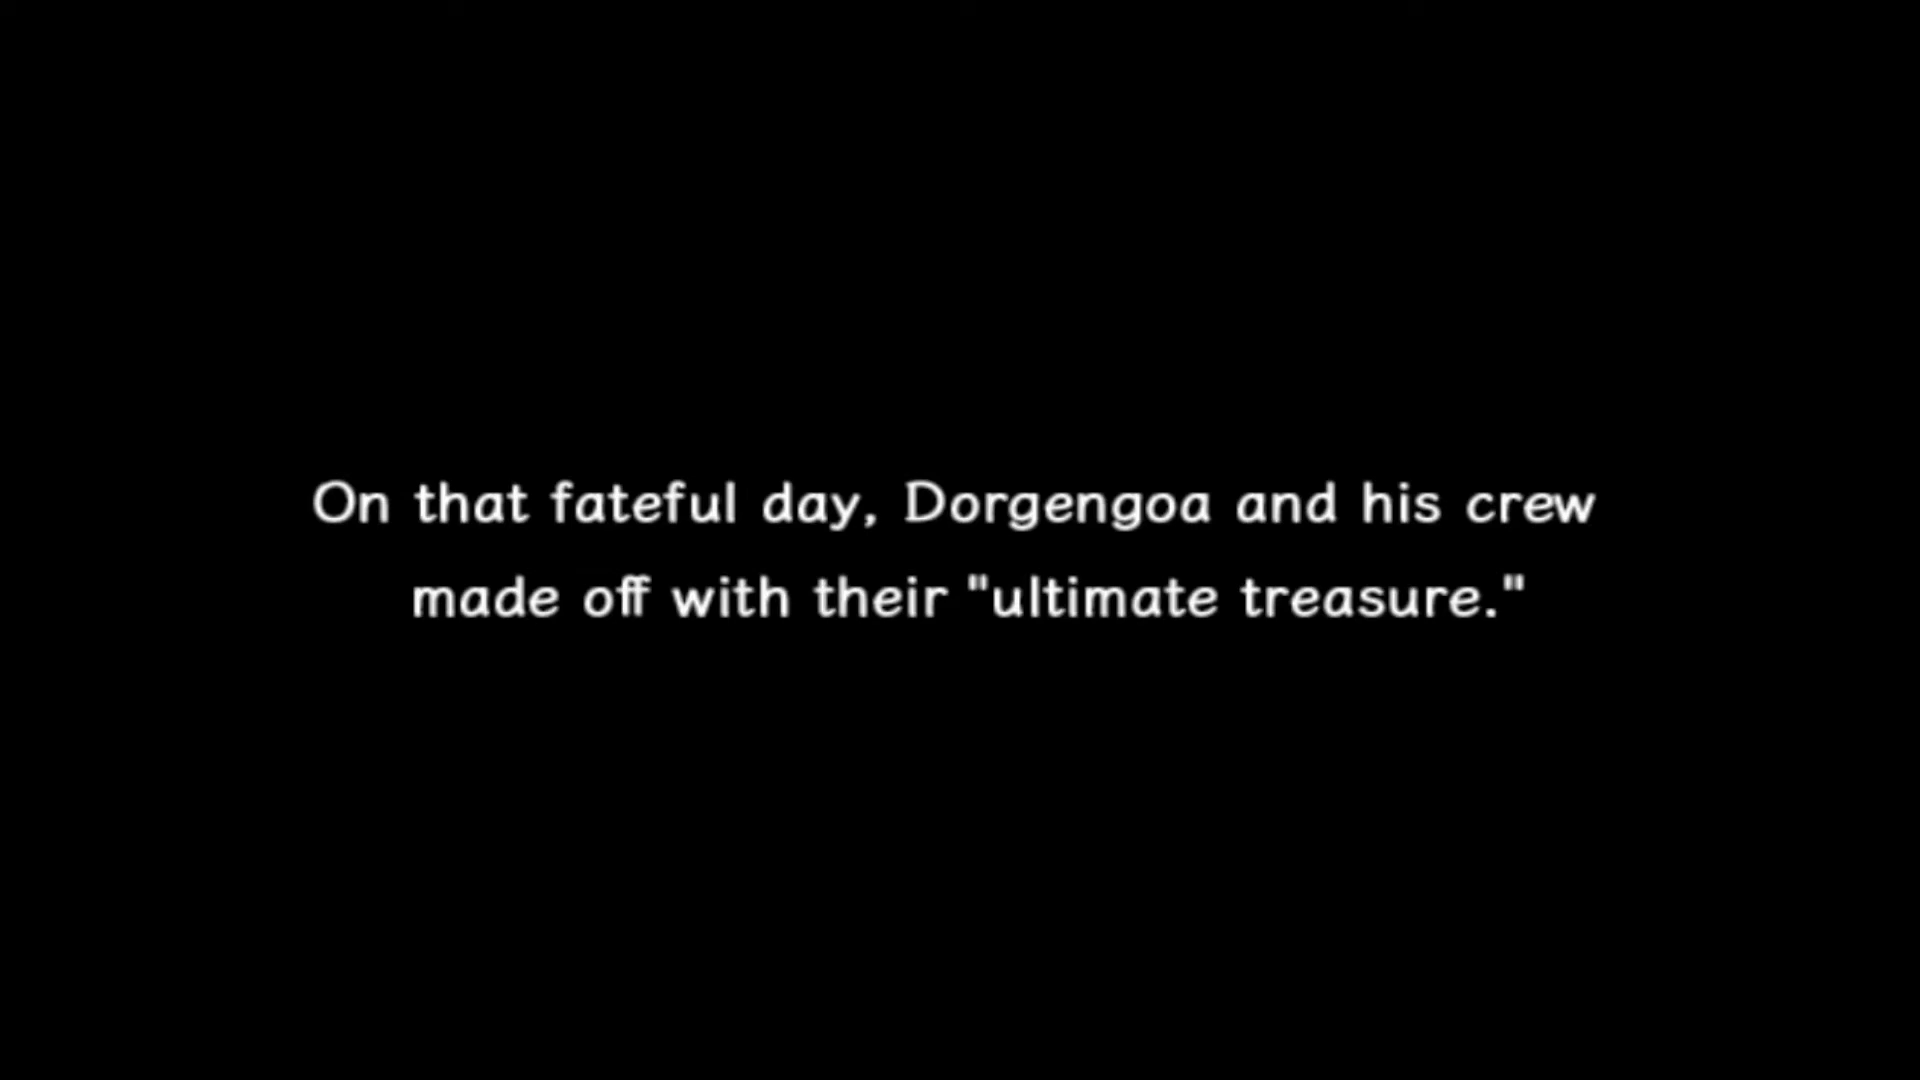 On that fateful day, Dorgengoa and his crew
made off with their "ultimate treasure."